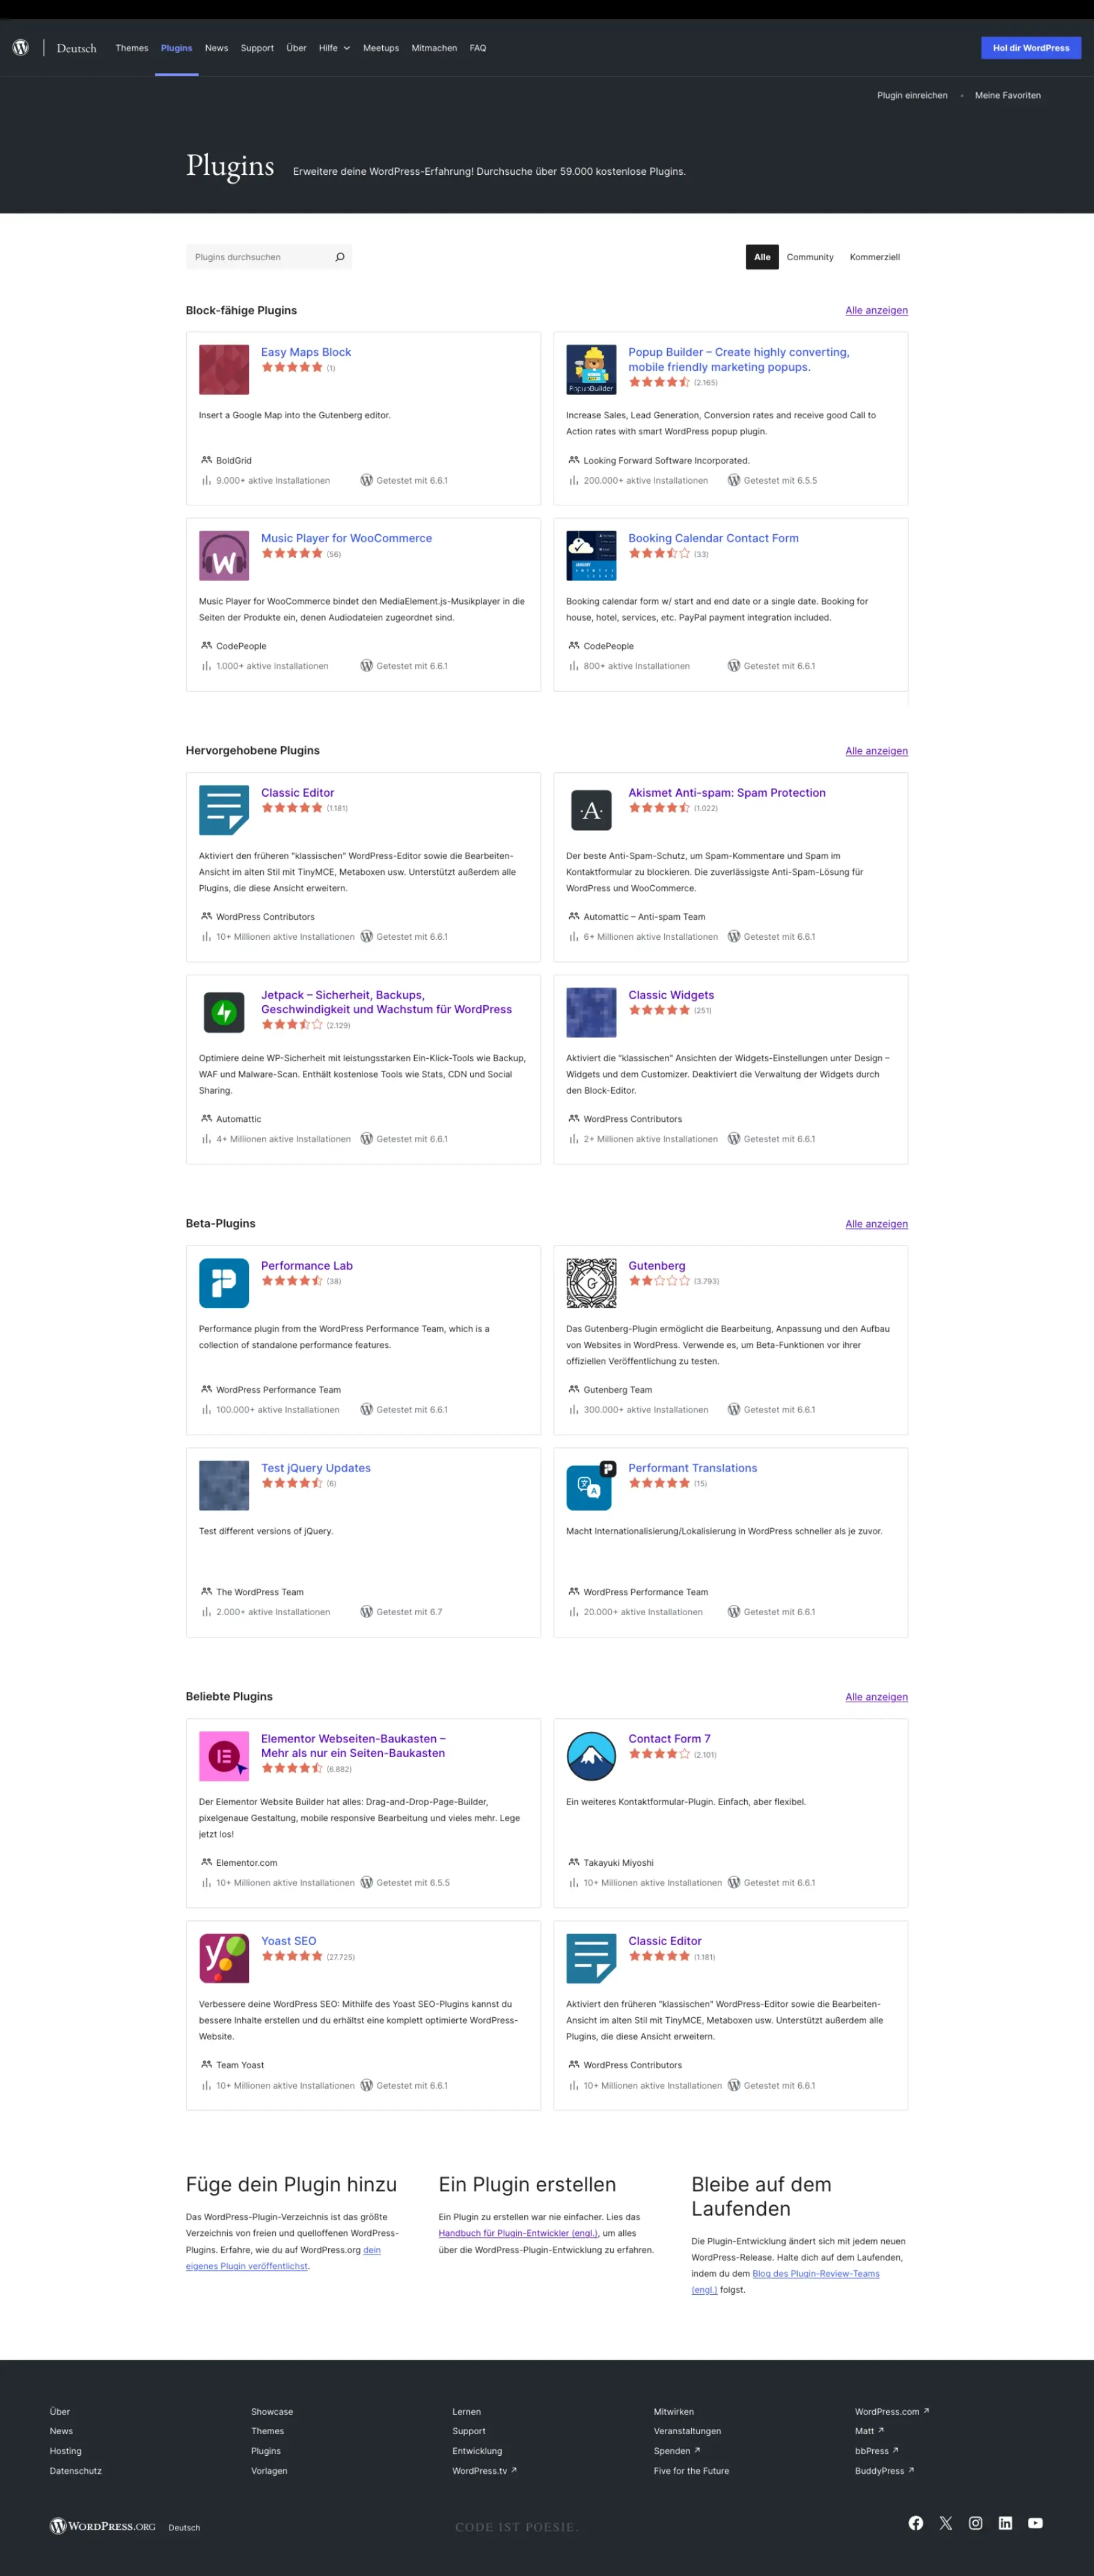 Deutsch Themes Plugins News Support Über Hilfe Meetups Mitmachen FAQ Hol dir WordPress
Plugin einreichen • Meine Favoriten
Plugins Erweitere deine WordPress-Erfahrung! Durchsuche über 59.000 kostenlose Plugins.
Plugins durchsuchen Alle Community Kommerziell
Block-fähige Plugins Alle anzeigen
Easy Maps Block
(1)
Insert a Google Map into the Gutenberg editor.
BoldGrid
9.000+ aktive Installationen Getestet mit 6.6.1
PopupBuilder
Popup Builder – Create highly converting,
mobile friendly marketing popups.
(2.165)
Increase Sales, Lead Generation, Conversion rates and receive good Call to
Action rates with smart WordPress popup plugin.
Looking Forward Software Incorporated.
200.000+ aktive Installationen Getestet mit 6.5.5
W
Music Player for WooCommerce
(56)
Music Player for WooCommerce bindet den MediaElement.js-Musikplayer in die
Seiten der Produkte ein, denen Audiodateien zugeordnet sind.
CodePeople
1.000+ aktive Installationen Getestet mit 6.6.1
Booking Calendar Contact Form
(33)
Booking calendar form w/ start and end date or a single date. Booking for
house, hotel, services, etc. PayPal payment integration included.
CodePeople
800+ aktive Installationen Getestet mit 6.6.1
Hervorgehobene Plugins Alle anzeigen
Classic Editor
(1.181)
Aktiviert den früheren "klassischen" WordPress-Editor sowie die Bearbeiten-
Ansicht im alten Stil mit TinyMCE, Metaboxen usw. Unterstützt außerdem alle
Plugins, die diese Ansicht erweitern.
WordPress Contributors
10+ Millionen aktive Installationen Getestet mit 6.6.1
·A·
Akismet Anti-spam: Spam Protection
(1.022)
Der beste Anti-Spam-Schutz, um Spam-Kommentare und Spam im
Kontaktformular zu blockieren. Die zuverlässigste Anti-Spam-Lösung für
WordPress und WooCommerce.
Automattic – Anti-spam Team
6+ Millionen aktive Installationen Getestet mit 6.6.1
Jetpack – Sicherheit, Backups,
Geschwindigkeit und Wachstum für WordPress
(2.129)
Optimiere deine WP-Sicherheit mit leistungsstarken Ein-Klick-Tools wie Backup,
WAF und Malware-Scan. Enthält kostenlose Tools wie Stats, CDN und Social
Sharing.
Automattic
4+ Millionen aktive Installationen Getestet mit 6.6.1
Classic Widgets
(251)
Aktiviert die "klassischen" Ansichten der Widgets-Einstellungen unter Design –
Widgets und dem Customizer. Deaktiviert die Verwaltung der Widgets durch
den Block-Editor.
WordPress Contributors
2+ Millionen aktive Installationen Getestet mit 6.6.1
Beta-Plugins Alle anzeigen
Performance Lab
(38)
Performance plugin from the WordPress Performance Team, which is a
collection of standalone performance features.
WordPress Performance Team
100.000+ aktive Installationen Getestet mit 6.6.1
G
Gutenberg
(3.793)
Das Gutenberg-Plugin ermöglicht die Bearbeitung, Anpassung und den Aufbau
von Websites in WordPress. Verwende es, um Beta-Funktionen vor ihrer
offiziellen Veröffentlichung zu testen.
Gutenberg Team
300.000+ aktive Installationen Getestet mit 6.6.1
Test jQuery Updates
(6)
Test different versions of jQuery.
The WordPress Team
2.000+ aktive Installationen Getestet mit 6.7
Performant Translations
(15)
Macht Internationalisierung/Lokalisierung in WordPress schneller als je zuvor.
WordPress Performance Team
20.000+ aktive Installationen Getestet mit 6.6.1
Beliebte Plugins Alle anzeigen
Elementor Webseiten-Baukasten –
Mehr als nur ein Seiten-Baukasten
(6.882)
Der Elementor Website Builder hat alles: Drag-and-Drop-Page-Builder,
pixelgenaue Gestaltung, mobile responsive Bearbeitung und vieles mehr. Lege
jetzt los!
Elementor.com
10+ Millionen aktive Installationen Getestet mit 6.5.5
Contact Form 7
(2.101)
Ein weiteres Kontaktformular-Plugin. Einfach, aber flexibel.
Takayuki Miyoshi
10+ Millionen aktive Installationen Getestet mit 6.6.1
y
Yoast SEO
(27.725)
Verbessere deine WordPress SEO: Mithilfe des Yoast SEO-Plugins kannst du
bessere Inhalte erstellen und du erhältst eine komplett optimierte WordPress-
Website.
Team Yoast
10+ Millionen aktive Installationen Getestet mit 6.6.1
Classic Editor
(1.181)
Aktiviert den früheren "klassischen" WordPress-Editor sowie die Bearbeiten-
Ansicht im alten Stil mit TinyMCE, Metaboxen usw. Unterstützt außerdem alle
Plugins, die diese Ansicht erweitern.
WordPress Contributors
10+ Millionen aktive Installationen Getestet mit 6.6.1
Füge dein Plugin hinzu
Das WordPress-Plugin-Verzeichnis ist das größte
Verzeichnis von freien und quelloffenen WordPress-
Plugins. Erfahre, wie du auf WordPress.org dein
eigenes Plugin veröffentlichst.
Ein Plugin erstellen
Ein Plugin zu erstellen war nie einfacher. Lies das
Handbuch für Plugin-Entwickler (engl.), um alles
über die WordPress-Plugin-Entwicklung zu erfahren.
Bleibe auf dem
Laufenden
Die Plugin-Entwicklung ändert sich mit jedem neuen
WordPress-Release. Halte dich auf dem Laufenden,
indem du dem Blog des Plugin-Review-Teams
(engl.) folgst.
Über Showcase Lernen Mitwirken WordPress.com ↗
News Themes Support Veranstaltungen Matt ↗
Hosting Plugins Entwicklung Spenden ↗ bbPress ↗
Datenschutz Vorlagen WordPress.tv ↗ Five for the Future BuddyPress ↗
WORDPRESS.ORG Deutsch CODE IST POESIE.